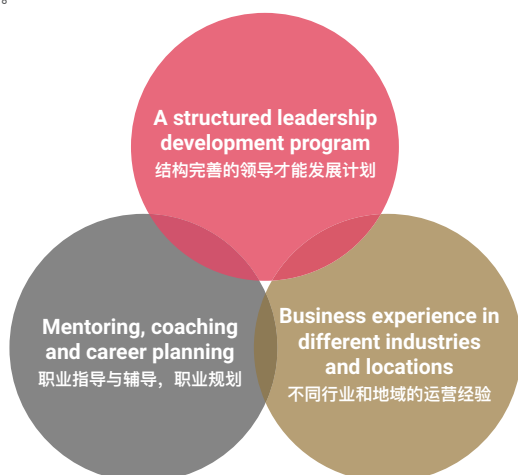 。
A structured leadership
development program
结构完善的领导才能发展计划
Mentoring, coaching
and career planning
职业指导与辅导，职业规划
Business experience in
different industries
and locations
不同行业和地域的运营经验